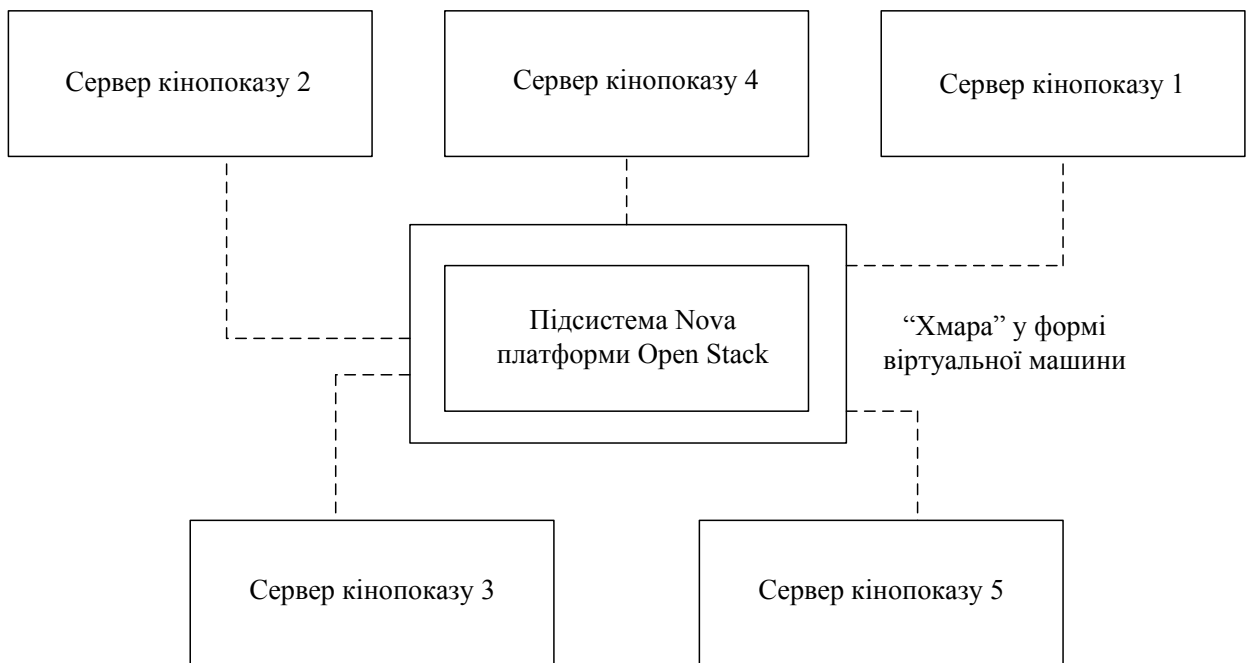 Сервер кінопоказу 2
Сервер кінопоказу 4
Сервер кінопоказу 1
Підсистема Nova
платформи Open Stack
“Хмара” у формі
віртуальної машини
Сервер кінопоказу 3
Сервер кінопоказу 5